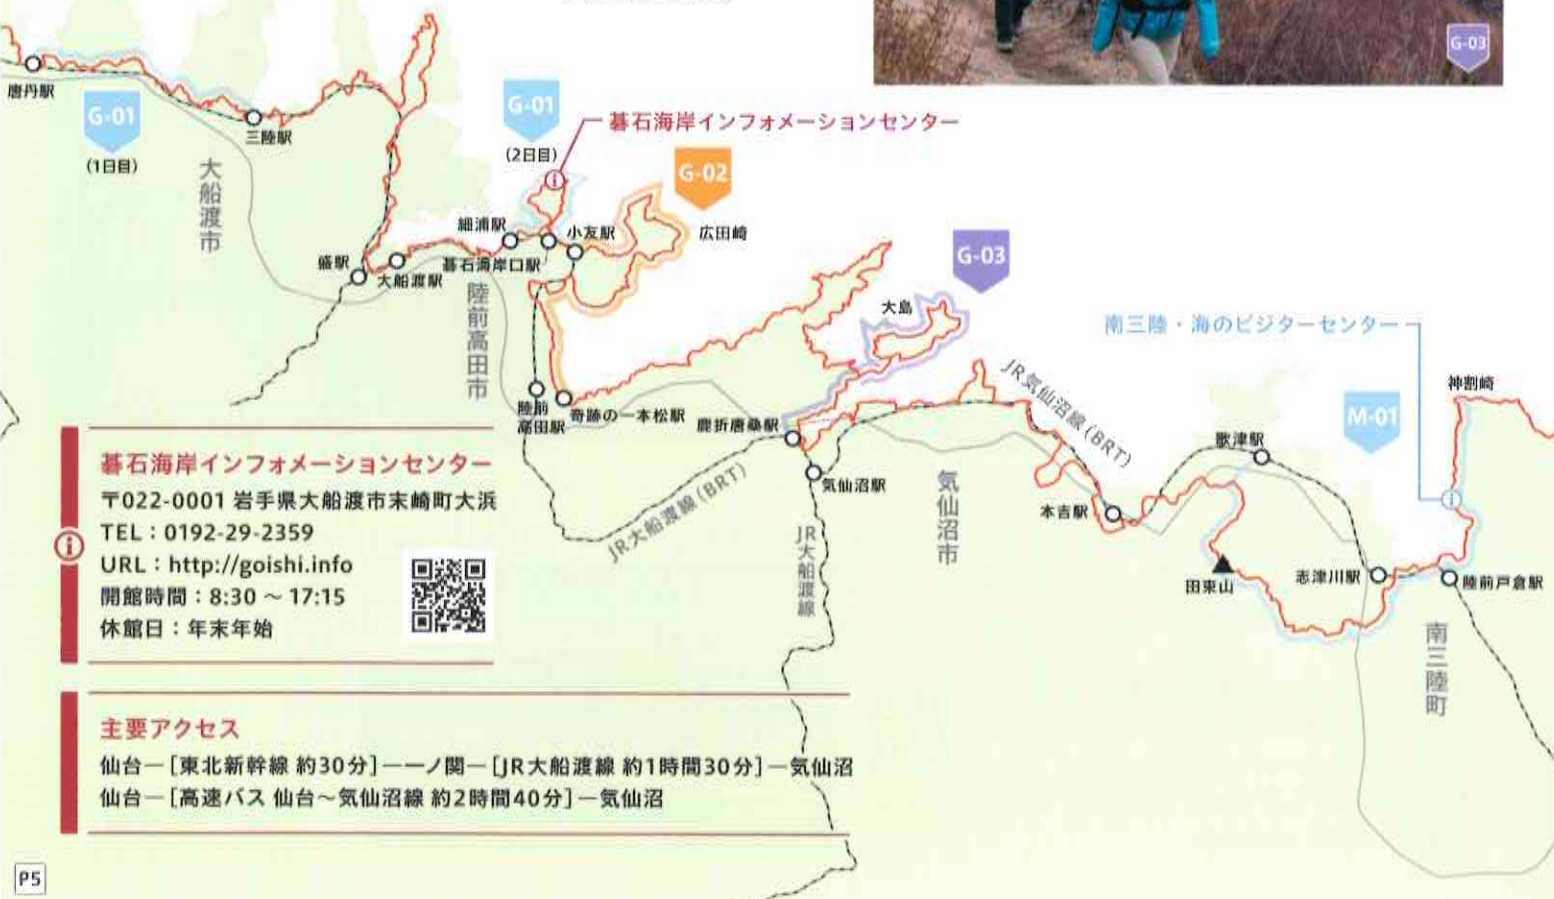 G-03
唐丹駅
G-01
(1日目)
三陸駅
大船渡市
G-01
(2日目)
碁石海岸インフォメーションセンター
G-02
細浦駅
小友駅
広田崎
盛駅
大船渡駅
碁石海岸口駅
陸前高田市
G-03
大島
南三陸・海のビジターセンター
JR気仙沼線(BRT)
神割崎
M-01
陸前
高田駅
奇跡の一本松駅
鹿折唐桑駅
歌津駅
気仙沼駅
気仙沼市
本吉駅
JR大船渡線(BRT)
JR大船渡線
田束山
志津川駅
陸前戸倉駅
南三陸町
碁石海岸インフォメーションセンター
〒022-0001 岩手県大船渡市末崎町大浜
TEL:0192-29-2359
URL:http://goishi.info
開館時間:8:30 ~ 17:15
休館日:年末年始
主要アクセス
仙台―[東北新幹線 約30分]―一ノ関―[JR大船渡線 約1時間30分]―気仙沼
仙台―[高速バス 仙台~気仙沼線 約2時間40分]―気仙沼
P5